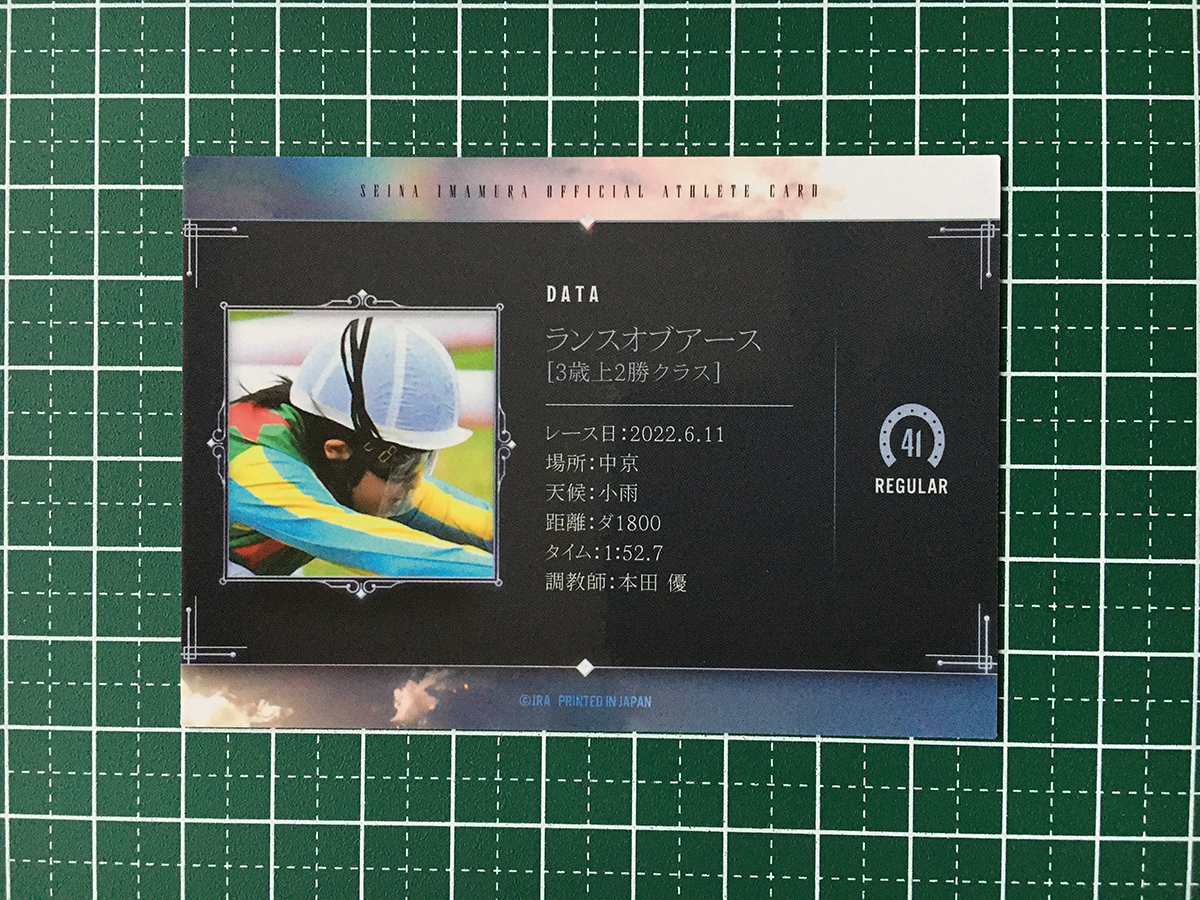 SEINA IMAMURA OFFICIAL ATHLETE CARD
DATA
ランスオブアース
[3歳上2勝クラス]
レース日:2022.6.11
場所:中京
天候:小雨
距離:ダ1800
タイム:1:52.7
調教師:本田 優
41
REGULAR
©JRA PRINTED IN JAPAN